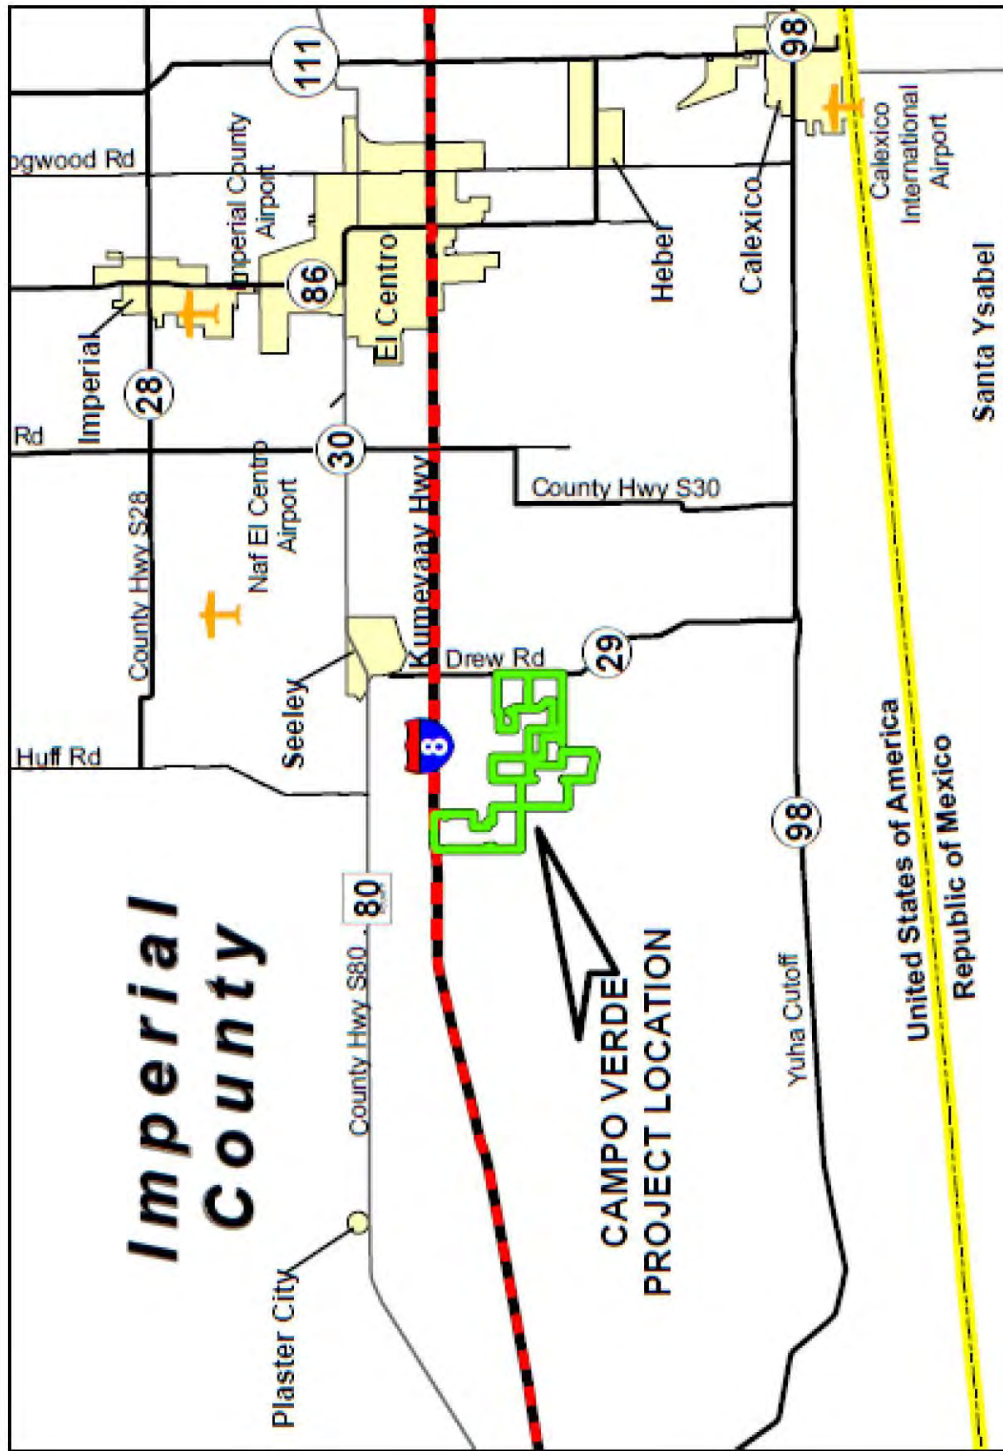 Imperial
County
Plaster City
County Hwy S80
80
Huff Rd
County Hwy S28
28
Rd
Imperial
ogwood Rd
111
Imperial County
Airport
86
El Centro
30
Naf El Centro
Airport
Seeley
Kumeyaay Hwy
8
Drew Rd
29
County Hwy S30
Heber
Calexico
98
Calexico
International
Airport
CAMPO VERDE
PROJECT LOCATION
98
Yuha Cutoff
United States of America
Republic of Mexico
Santa Ysabel